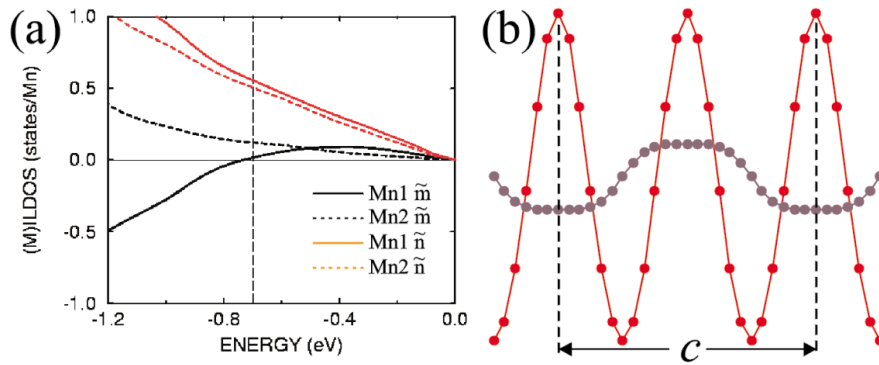 (a)
(b)
(M)ILDOS (states/Mn)
1.0
0.5
0.0
-0.5
-1.0
Mn1 m̃
Mn2 m̃
Mn1 ñ
Mn2 ñ
-1.2 -0.8 -0.4 0.0
ENERGY (eV)
c